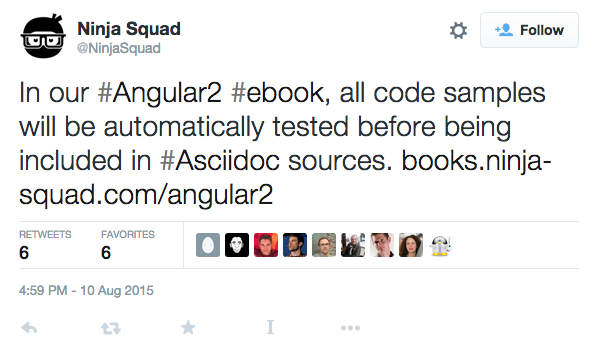 Ninja Squad
@NinjaSquad
Follow
In our #Angular2 #ebook, all code samples
will be automatically tested before being
included in #Asciidoc sources. books.ninja-
squad.com/angular2
RETWEETS FAVORITES
6 6
4:59 PM - 10 Aug 2015